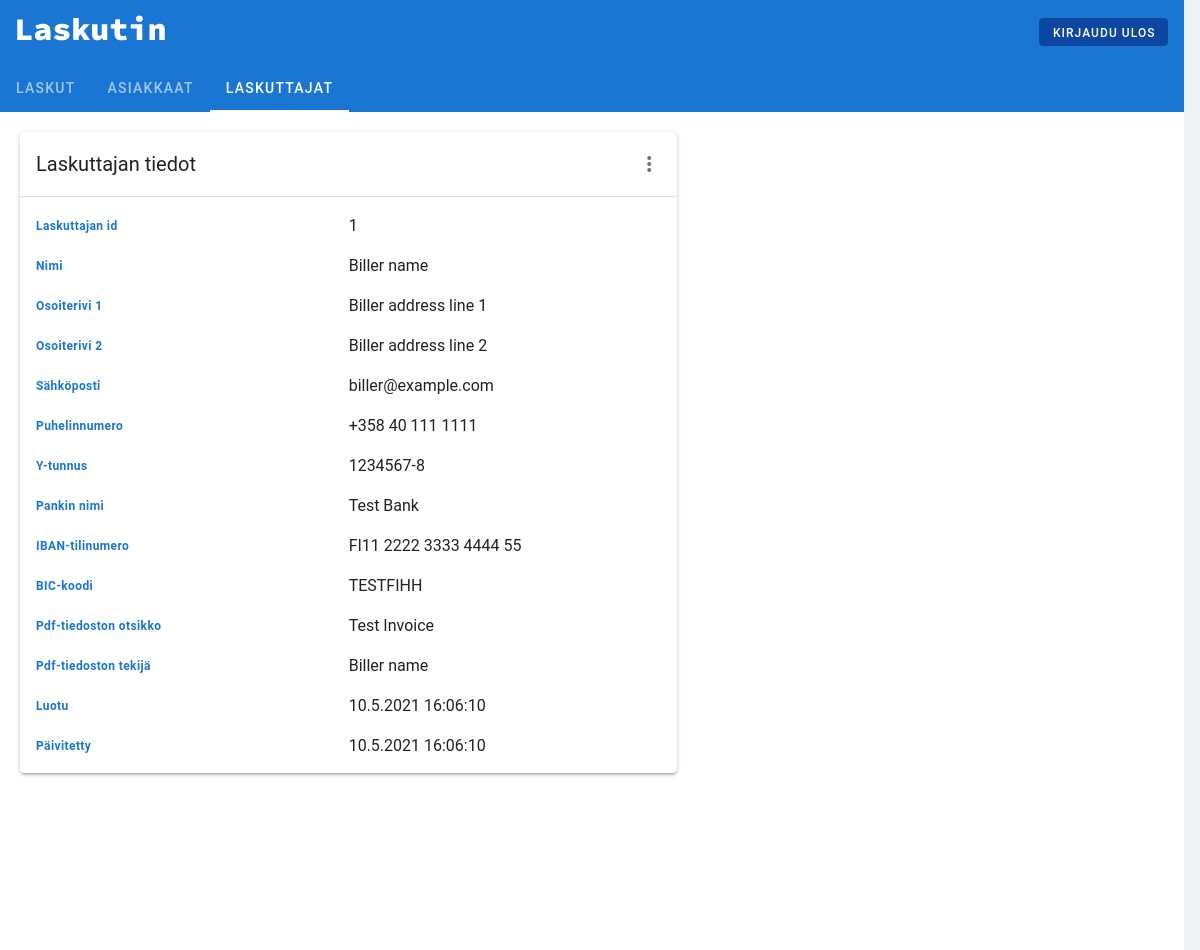 Laskutin
KIRJAUDU ULOS
LASKUT ASIAKKAAT LASKUTTAJAT
Laskuttajan tiedot
Laskuttajan id 1
Nimi Biller name
Osoiterivi 1 Biller address line 1
Osoiterivi 2 Biller address line 2
Sähköposti biller@example.com
Puhelinnumero +358 40 111 1111
Y-tunnus 1234567-8
Pankin nimi Test Bank
IBAN-tilinumero FI11 2222 3333 4444 55
BIC-koodi TESTFIHH
Pdf-tiedoston otsikko Test Invoice
Pdf-tiedoston tekijä Biller name
Luotu 10.5.2021 16:06:10
Päivitetty 10.5.2021 16:06:10